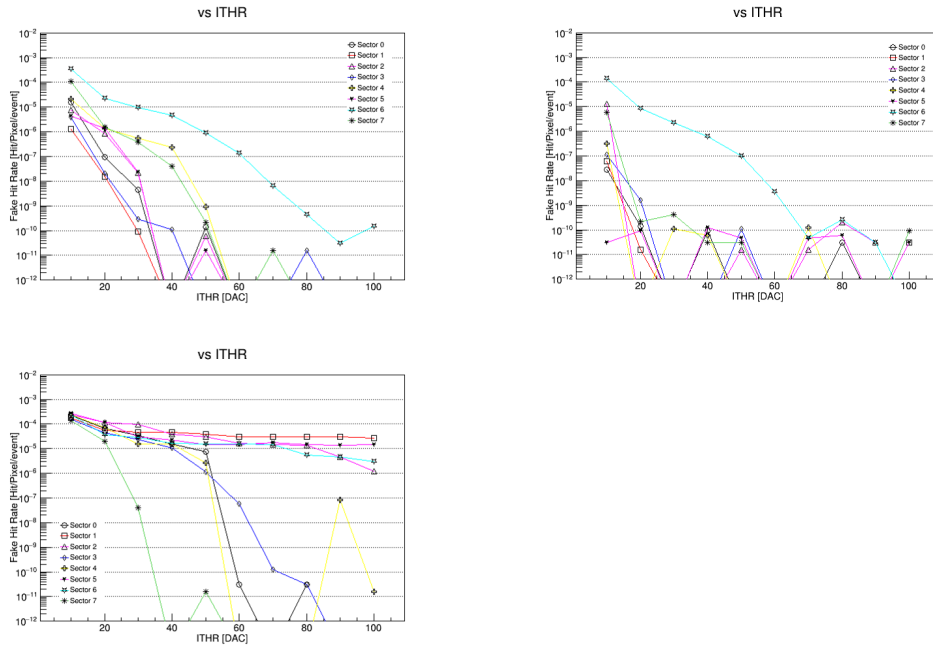 vs ITHR
Fake Hit Rate [Hit/Pixel/event]
10⁻²
10⁻³
10⁻⁴
10⁻⁵
10⁻⁶
10⁻⁷
10⁻⁸
10⁻⁹
10⁻¹⁰
10⁻¹¹
10⁻¹²
Sector 0
Sector 1
Sector 2
Sector 3
Sector 4
Sector 5
Sector 6
Sector 7
20 40 60 80 100
ITHR [DAC]
vs ITHR
Fake Hit Rate [Hit/Pixel/event]
10⁻²
10⁻³
10⁻⁴
10⁻⁵
10⁻⁶
10⁻⁷
10⁻⁸
10⁻⁹
10⁻¹⁰
10⁻¹¹
10⁻¹²
Sector 0
Sector 1
Sector 2
Sector 3
Sector 4
Sector 5
Sector 6
Sector 7
20 40 60 80 100
ITHR [DAC]
vs ITHR
Fake Hit Rate [Hit/Pixel/event]
10⁻²
10⁻³
10⁻⁴
10⁻⁵
10⁻⁶
10⁻⁷
10⁻⁸
10⁻⁹
10⁻¹⁰
10⁻¹¹
10⁻¹²
Sector 0
Sector 1
Sector 2
Sector 3
Sector 4
Sector 5
Sector 6
Sector 7
20 40 60 80 100
ITHR [DAC]